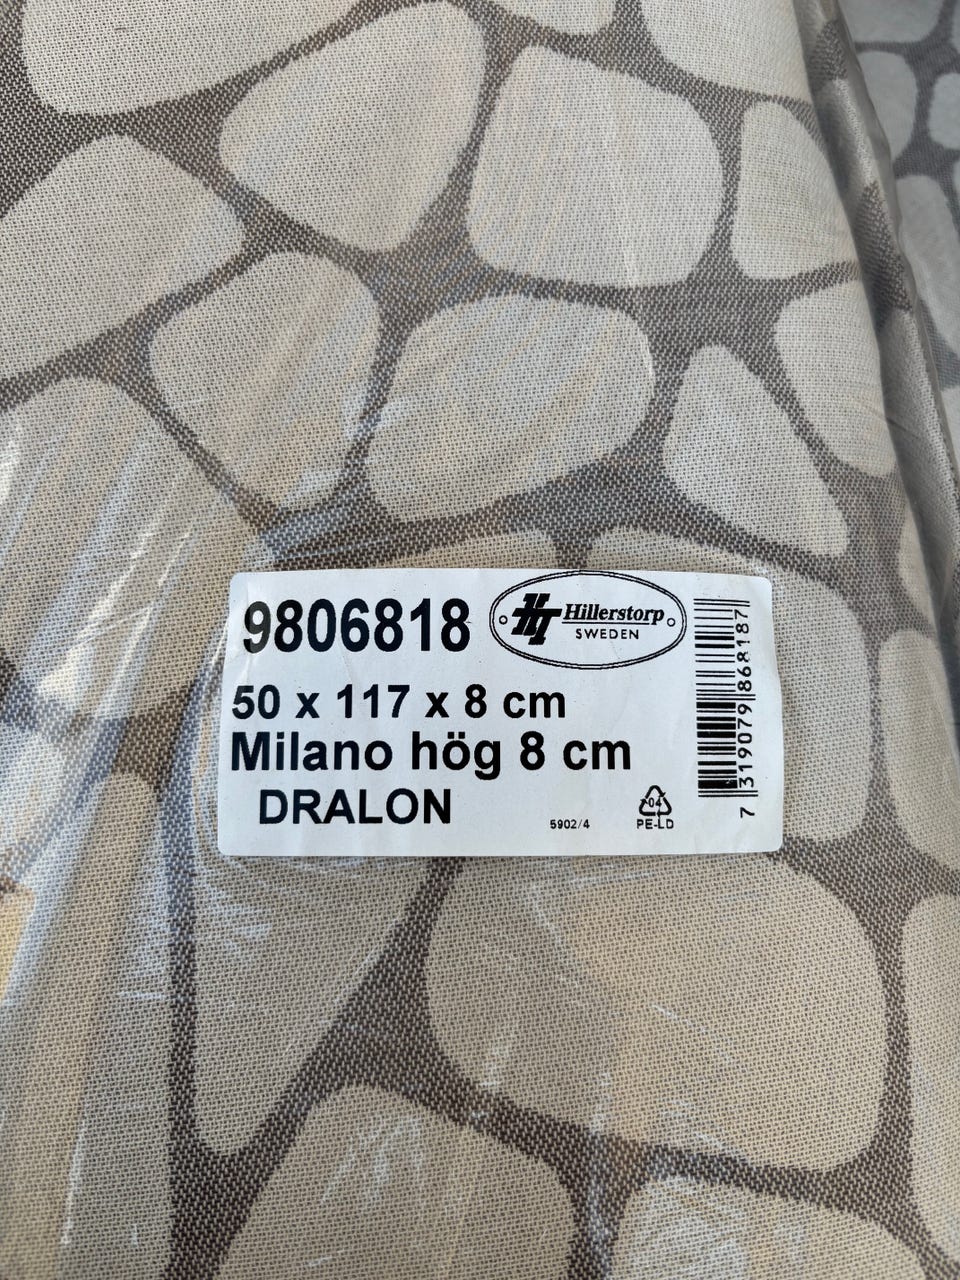 9806818
HT Hillerstorp
SWEDEN
50 x 117 x 8 cm
Milano hög 8 cm
DRALON
5902/4
04
PE-LD
7 319079 868187